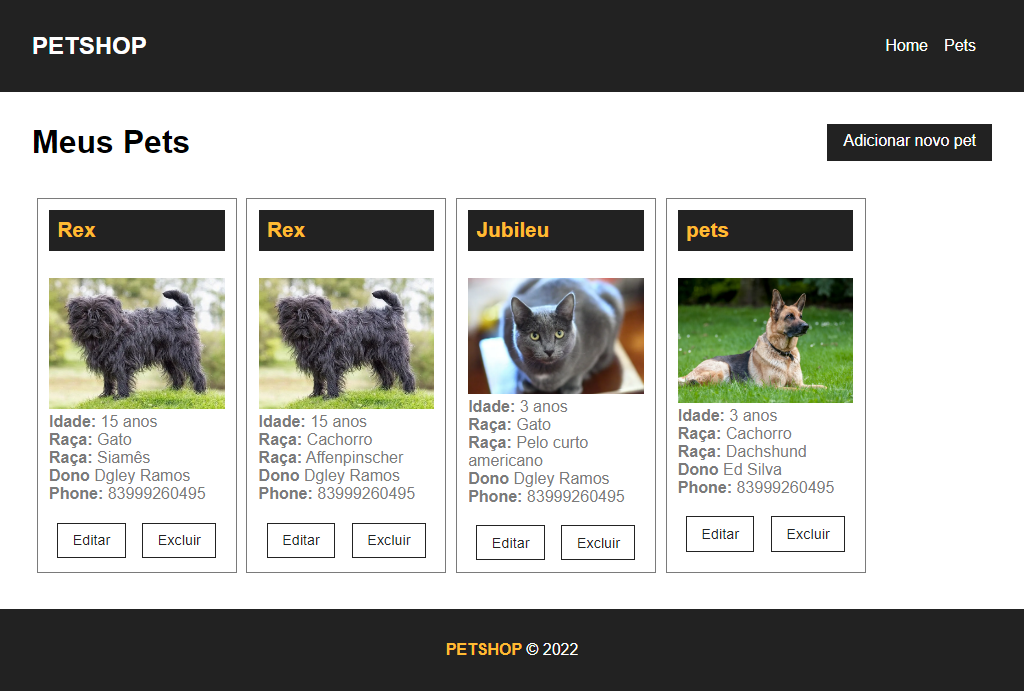 PETSHOP
Home Pets
Meus Pets
Adicionar novo pet
Rex
Idade: 15 anos
Raça: Gato
Raça: Siamês
Dono Dgley Ramos
Phone: 83999260495
Editar Excluir
Rex
Idade: 15 anos
Raça: Cachorro
Raça: Affenpinscher
Dono Dgley Ramos
Phone: 83999260495
Editar Excluir
Jubileu
Idade: 3 anos
Raça: Gato
Raça: Pelo curto
americano
Dono Dgley Ramos
Phone: 83999260495
Editar Excluir
pets
Idade: 3 anos
Raça: Cachorro
Raça: Dachshund
Dono Ed Silva
Phone: 83999260495
Editar Excluir
PETSHOP © 2022